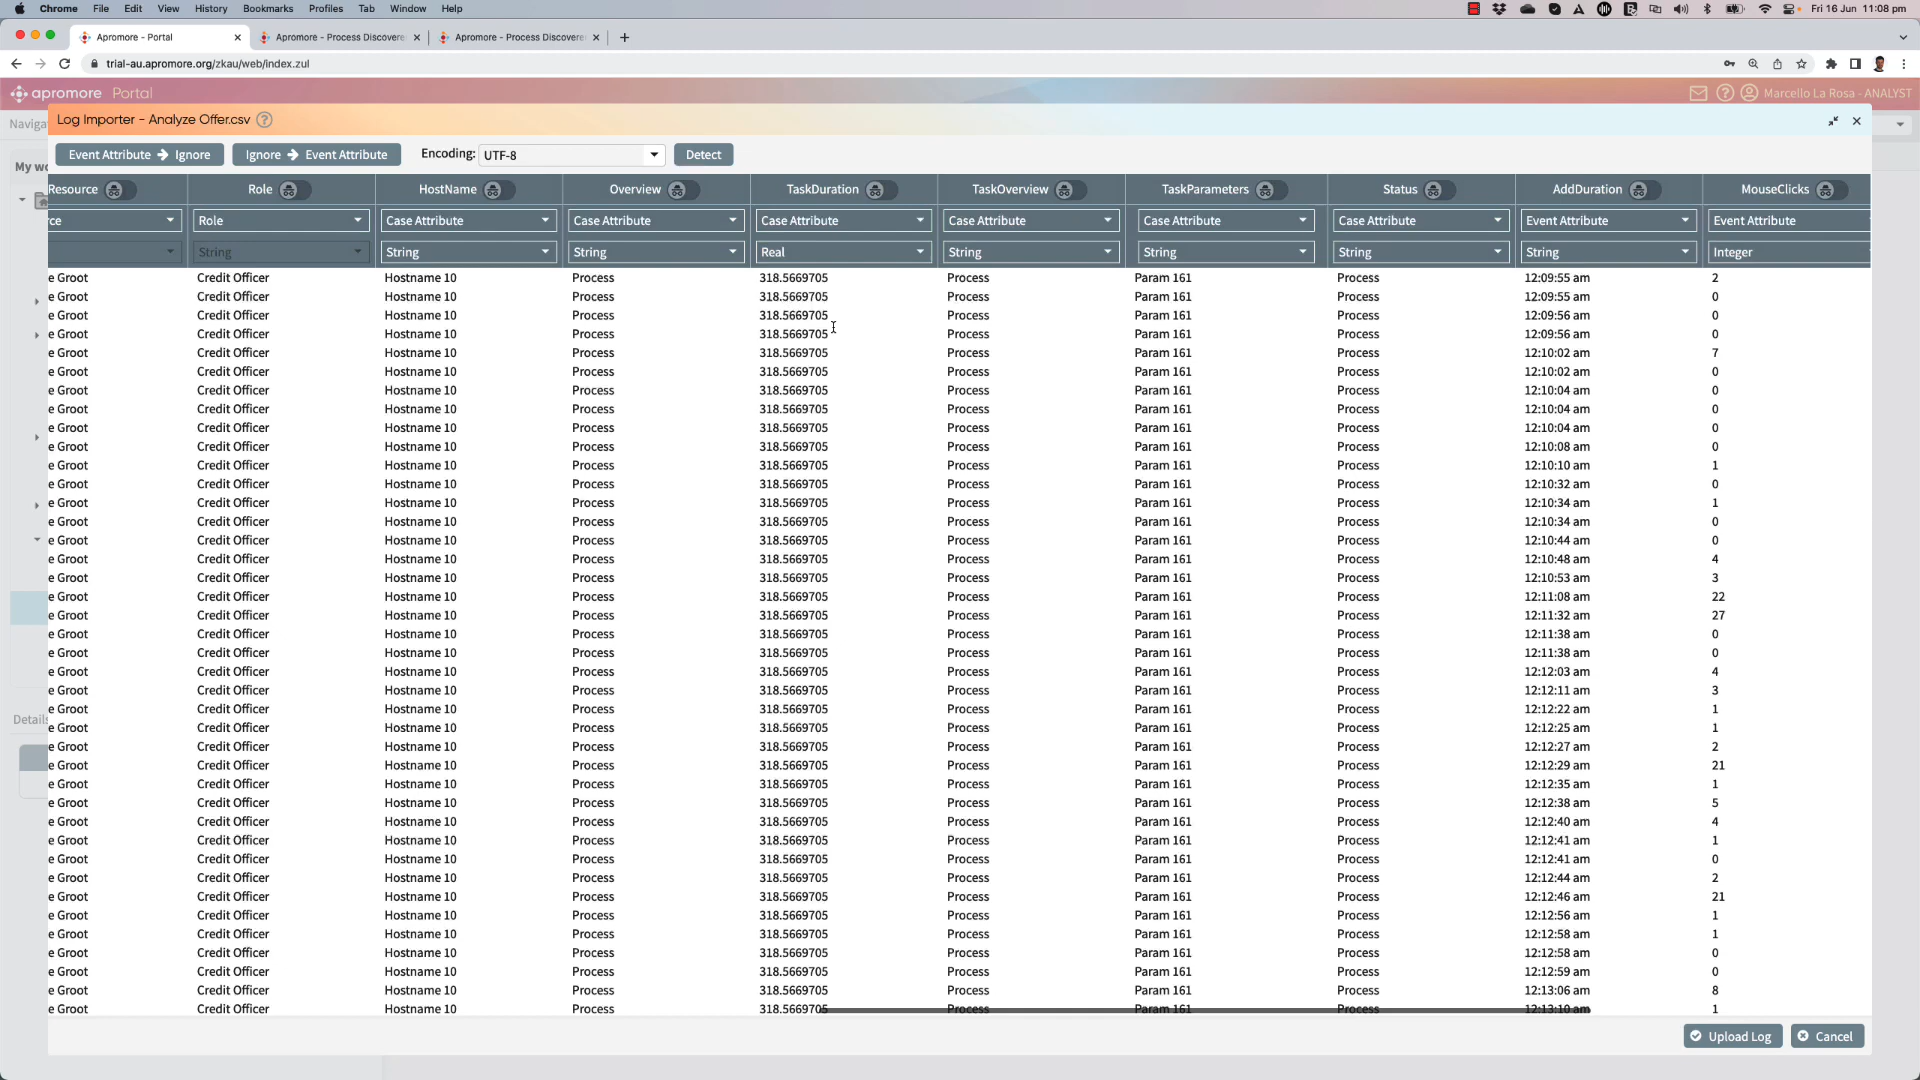 Chrome File Edit View History Bookmarks Profiles Tab Window Help Fri 16 Jun 11:08 pm
Apromore - Portal Apromore - Process Discovere Apromore - Process Discovere
trial-au.apromore.org/zkau/web/index.zul
apromore Portal Marcello La Rosa - ANALYST
Naviga
Log Importer - Analyze Offer.csv
My wo
Event Attribute → Ignore Ignore → Event Attribute Encoding: UTF-8 Detect
Resource Role HostName Overview TaskDuration TaskOverview TaskParameters Status AddDuration MouseClicks
ce Role Case Attribute Case Attribute Case Attribute Case Attribute Case Attribute Case Attribute Event Attribute Event Attribute
String String String Real String String String String Integer
e Groot Credit Officer Hostname 10 Process 318.5669705 Process Param 161 Process 12:09:55 am 2
e Groot Credit Officer Hostname 10 Process 318.5669705 Process Param 161 Process 12:09:55 am 0
e Groot Credit Officer Hostname 10 Process 318.5669705 Process Param 161 Process 12:09:56 am 0
e Groot Credit Officer Hostname 10 Process 318.5669705 Process Param 161 Process 12:09:56 am 0
e Groot Credit Officer Hostname 10 Process 318.5669705 Process Param 161 Process 12:10:02 am 7
e Groot Credit Officer Hostname 10 Process 318.5669705 Process Param 161 Process 12:10:02 am 0
e Groot Credit Officer Hostname 10 Process 318.5669705 Process Param 161 Process 12:10:04 am 0
e Groot Credit Officer Hostname 10 Process 318.5669705 Process Param 161 Process 12:10:04 am 0
e Groot Credit Officer Hostname 10 Process 318.5669705 Process Param 161 Process 12:10:04 am 0
e Groot Credit Officer Hostname 10 Process 318.5669705 Process Param 161 Process 12:10:08 am 0
e Groot Credit Officer Hostname 10 Process 318.5669705 Process Param 161 Process 12:10:10 am 1
e Groot Credit Officer Hostname 10 Process 318.5669705 Process Param 161 Process 12:10:32 am 0
e Groot Credit Officer Hostname 10 Process 318.5669705 Process Param 161 Process 12:10:34 am 1
e Groot Credit Officer Hostname 10 Process 318.5669705 Process Param 161 Process 12:10:34 am 0
e Groot Credit Officer Hostname 10 Process 318.5669705 Process Param 161 Process 12:10:44 am 0
e Groot Credit Officer Hostname 10 Process 318.5669705 Process Param 161 Process 12:10:48 am 4
e Groot Credit Officer Hostname 10 Process 318.5669705 Process Param 161 Process 12:10:53 am 3
e Groot Credit Officer Hostname 10 Process 318.5669705 Process Param 161 Process 12:11:08 am 22
e Groot Credit Officer Hostname 10 Process 318.5669705 Process Param 161 Process 12:11:32 am 27
e Groot Credit Officer Hostname 10 Process 318.5669705 Process Param 161 Process 12:11:38 am 0
e Groot Credit Officer Hostname 10 Process 318.5669705 Process Param 161 Process 12:11:38 am 0
e Groot Credit Officer Hostname 10 Process 318.5669705 Process Param 161 Process 12:12:03 am 4
e Groot Credit Officer Hostname 10 Process 318.5669705 Process Param 161 Process 12:12:11 am 3
e Groot Credit Officer Hostname 10 Process 318.5669705 Process Param 161 Process 12:12:22 am 1
Details
e Groot Credit Officer Hostname 10 Process 318.5669705 Process Param 161 Process 12:12:25 am 1
e Groot Credit Officer Hostname 10 Process 318.5669705 Process Param 161 Process 12:12:27 am 2
e Groot Credit Officer Hostname 10 Process 318.5669705 Process Param 161 Process 12:12:29 am 21
e Groot Credit Officer Hostname 10 Process 318.5669705 Process Param 161 Process 12:12:35 am 1
e Groot Credit Officer Hostname 10 Process 318.5669705 Process Param 161 Process 12:12:38 am 5
e Groot Credit Officer Hostname 10 Process 318.5669705 Process Param 161 Process 12:12:40 am 4
e Groot Credit Officer Hostname 10 Process 318.5669705 Process Param 161 Process 12:12:41 am 1
e Groot Credit Officer Hostname 10 Process 318.5669705 Process Param 161 Process 12:12:41 am 0
e Groot Credit Officer Hostname 10 Process 318.5669705 Process Param 161 Process 12:12:44 am 2
e Groot Credit Officer Hostname 10 Process 318.5669705 Process Param 161 Process 12:12:46 am 21
e Groot Credit Officer Hostname 10 Process 318.5669705 Process Param 161 Process 12:12:56 am 1
e Groot Credit Officer Hostname 10 Process 318.5669705 Process Param 161 Process 12:12:58 am 1
e Groot Credit Officer Hostname 10 Process 318.5669705 Process Param 161 Process 12:12:58 am 0
e Groot Credit Officer Hostname 10 Process 318.5669705 Process Param 161 Process 12:12:59 am 0
e Groot Credit Officer Hostname 10 Process 318.5669705 Process Param 161 Process 12:13:06 am 8
e Groot Credit Officer Hostname 10 Process 318.5669705 Process Param 161 Process 12:13:10 am 1
Upload Log Cancel